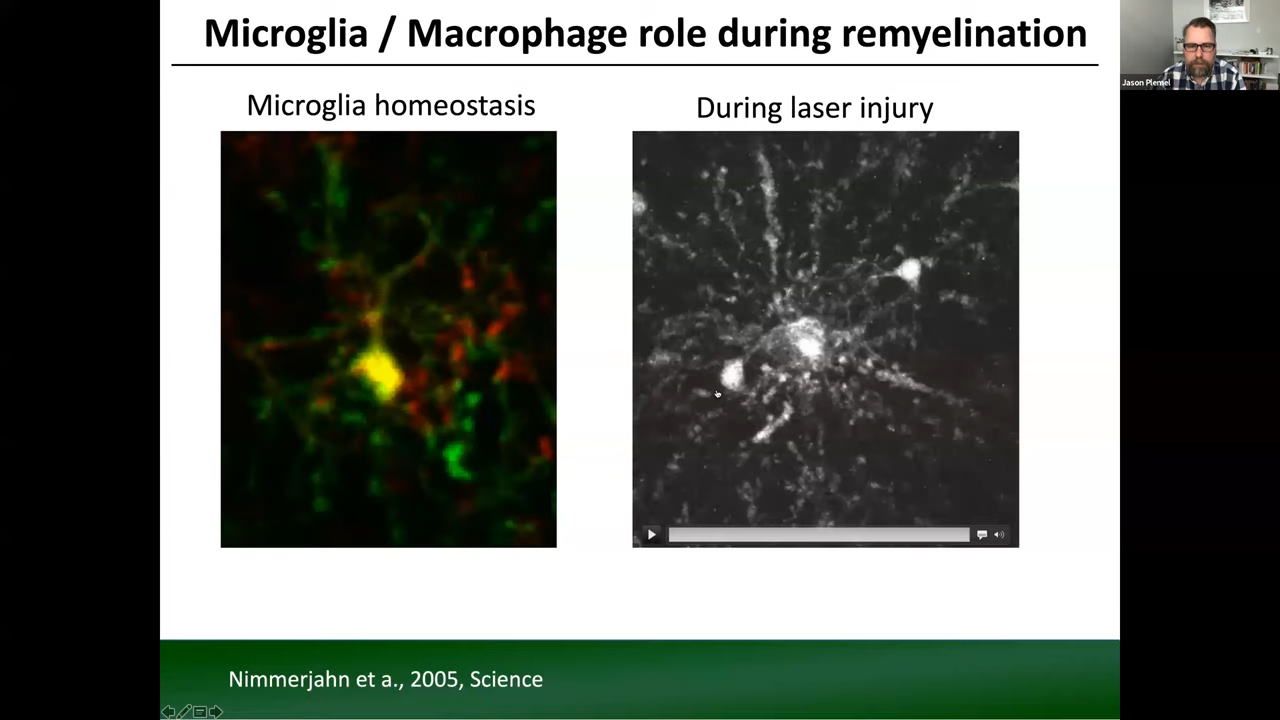 Microglia / Macrophage role during remyelination
Jason Plemel
Microglia homeostasis
During laser injury
Nimmerjahn et a., 2005, Science